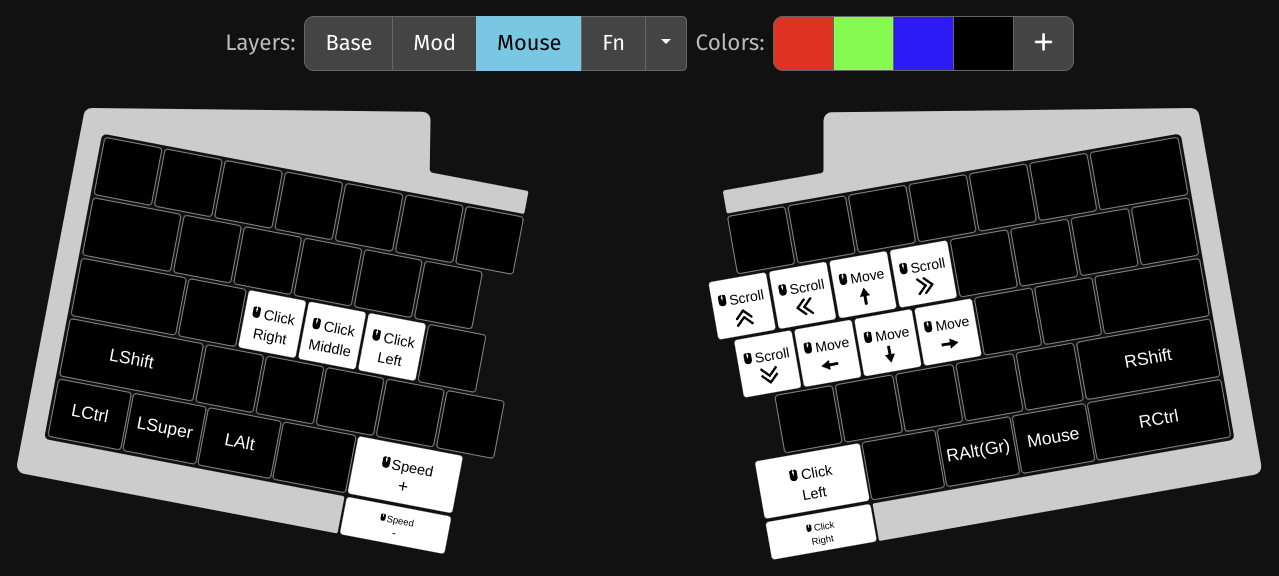 Layers: Base Mod Mouse Fn Colors: +
Scroll
Scroll
Move
Scroll
Click
Right
Click
Middle
Click
Left
Scroll
Move
Move
Move
LShift
RShift
LCtrl
LSuper
LAlt
Speed
+
Click
Left
RAlt(Gr)
Mouse
RCtrl
Speed
-
Click
Right